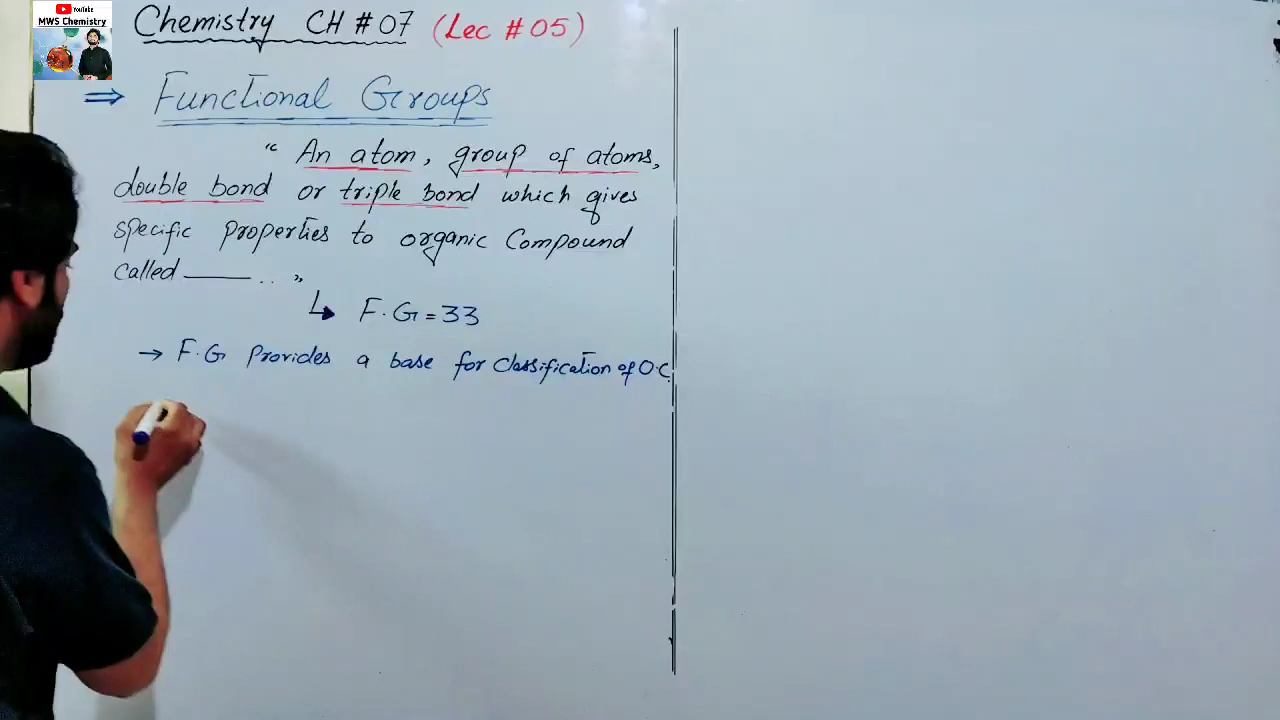 YouTube
MWS Chemistry
Chemistry CH # 07 (Lec # 05)
⇒ Functional Groups
“ An atom, group of atoms,
double bond or triple bond which gives
specific properties to organic Compound
called ——— .. ”
↳ F.G = 33
→ F.G Provides a base for Classification of O.C